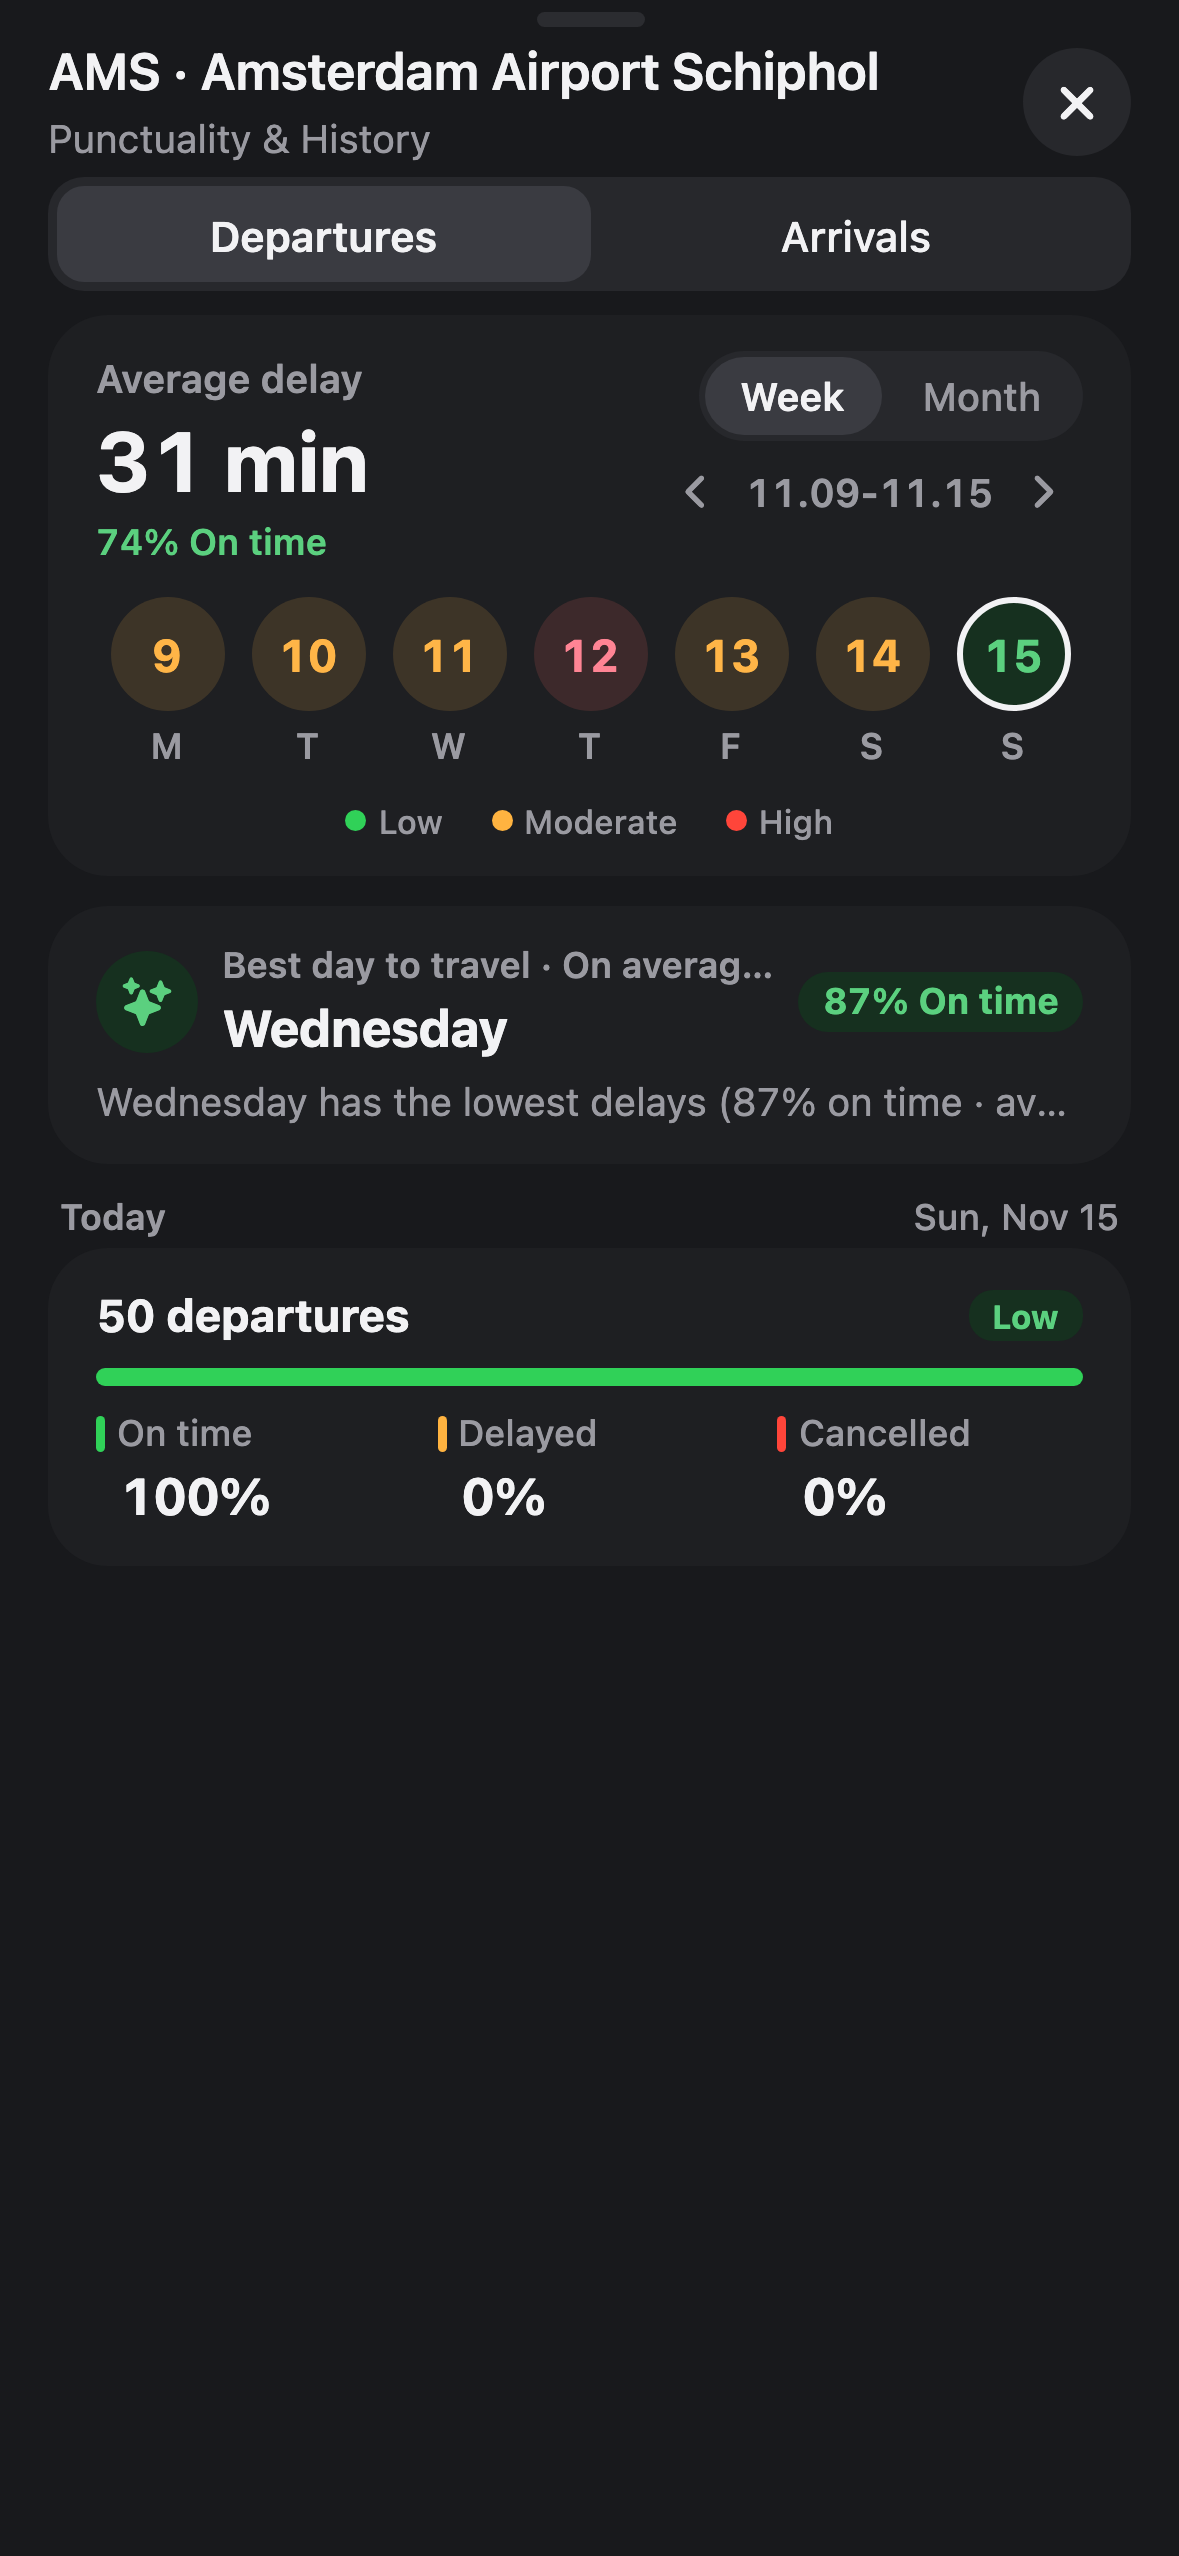 AMS · Amsterdam Airport Schiphol
Punctuality & History
Departures Arrivals
Average delay
Week Month
31 min
11.09-11.15
74% On time
9 10 11 12 13 14 15
M T W T F S S
Low Moderate High
Best day to travel · On averag...
Wednesday
87% On time
Wednesday has the lowest delays (87% on time · av...
Today Sun, Nov 15
50 departures Low
On time Delayed Cancelled
100% 0% 0%